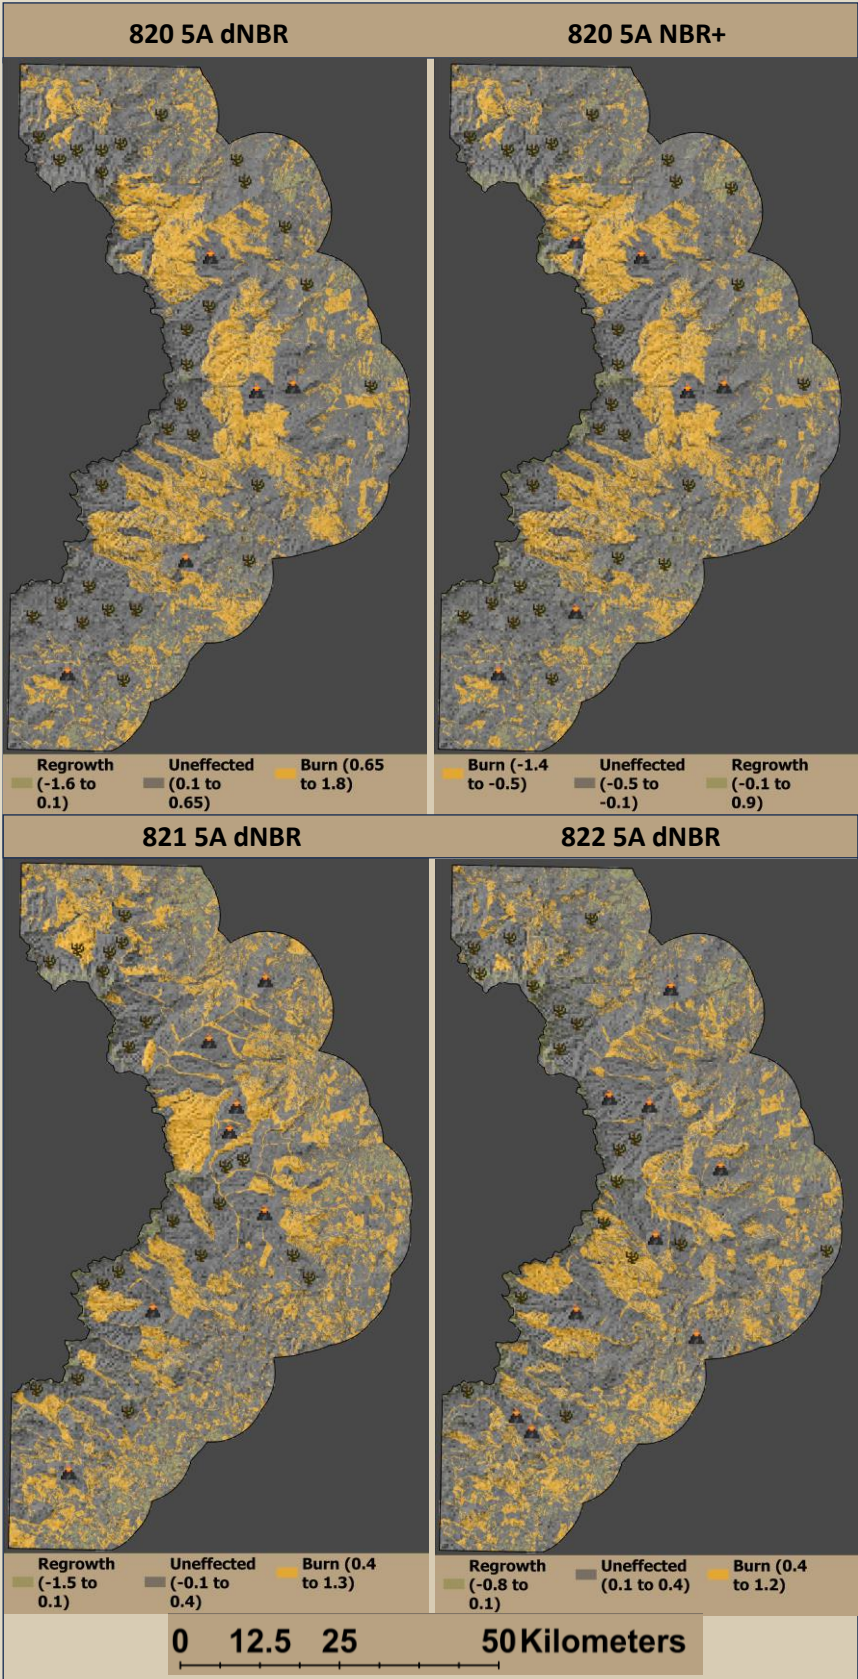 820 5A dNBR
820 5A NBR+
Regrowth
(-1.6 to
0.1)
Uneffected
(0.1 to
0.65)
Burn (0.65
to 1.8)
Burn (-1.4
to -0.5)
Uneffected
(-0.5 to
-0.1)
Regrowth
(-0.1 to
0.9)
821 5A dNBR
822 5A dNBR
Regrowth
(-1.5 to
0.1)
Uneffected
(-0.1 to
0.4)
Burn (0.4
to 1.3)
Regrowth
(-0.8 to
0.1)
Uneffected
(0.1 to 0.4)
Burn (0.4
to 1.2)
0 12.5 25 50 Kilometers